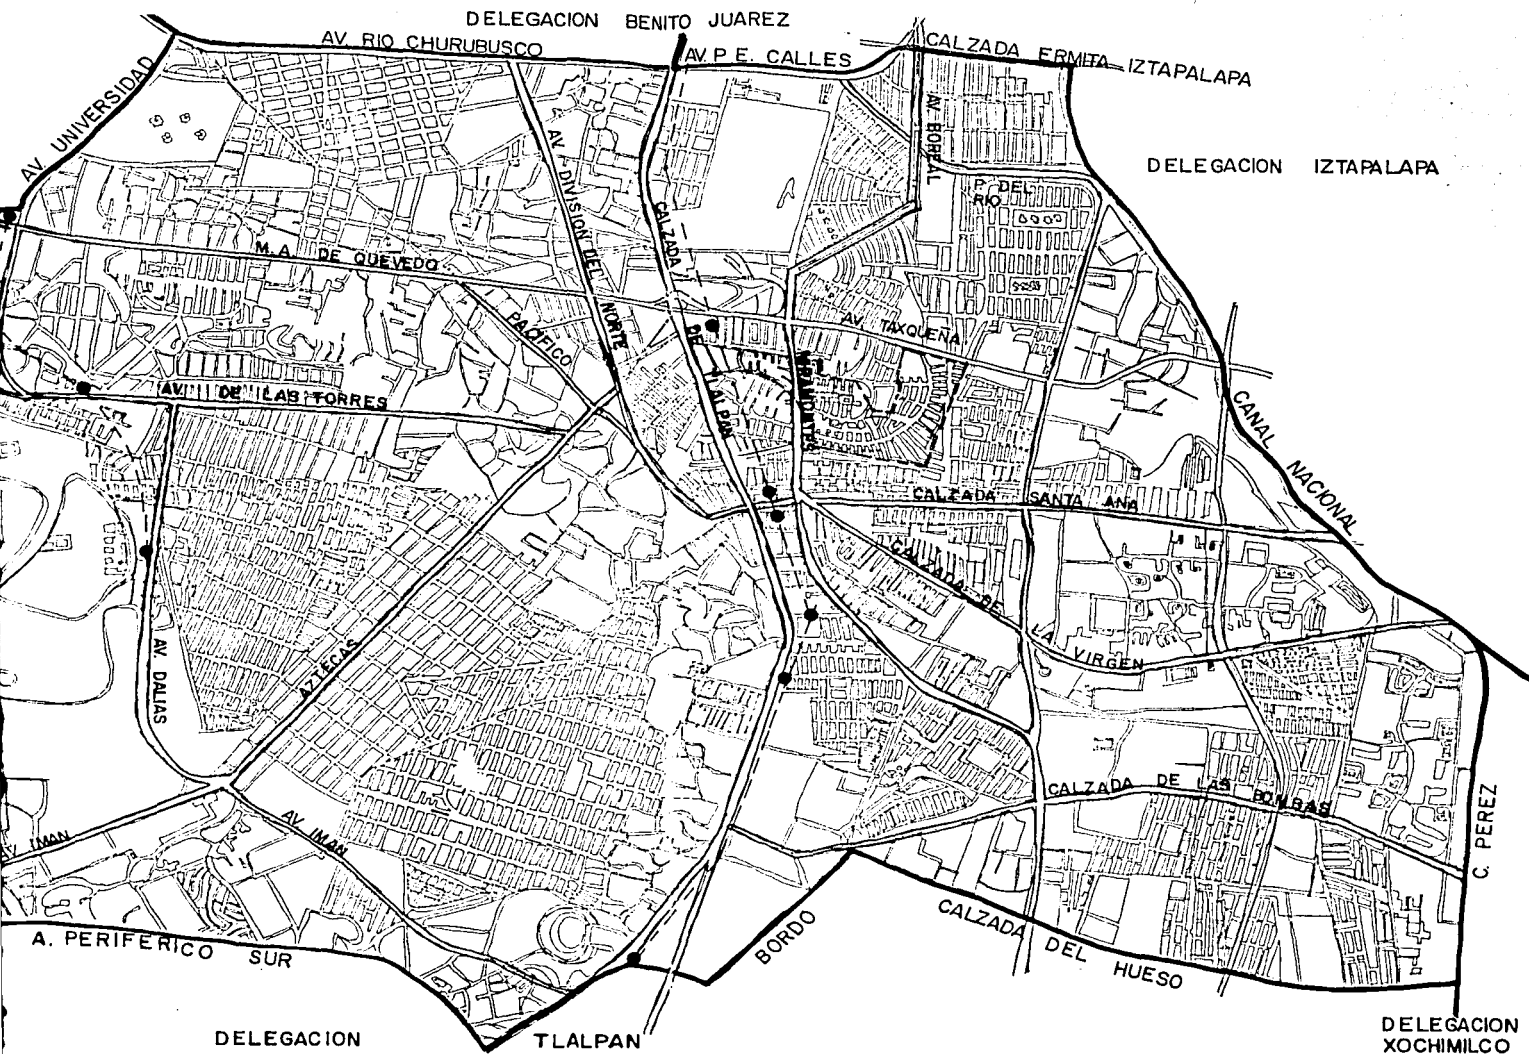 DELEGACION BENITO JUAREZ
AV. RIO CHURUBUSCO
AV. P E. CALLES
CALZADA ERMITA-IZTAPALAPA
AV. UNIVERSIDAD
AV. BOREAL
DELEGACION IZTAPALAPA
AV. DIVISION DEL NORTE
P. DEL
RIO
CALZADA DE TLALPAN
M.A. DE QUEVEDO
PACIFICO
AV. TAXQUEÑA
MIRAMONTES
AV. DE LAS TORRES
CANAL NACIONAL
CALZADA SANTA ANA
CALZADA DE LA VIRGEN
AV. DALIAS
AZTECAS
CALZADA DE LAS BOMBAS
C. PEREZ
AV. IMAN
AV. IMAN
A. PERIFERICO SUR
BORDO
CALZADA DEL HUESO
DELEGACION TLALPAN
DELEGACION
XOCHIMILCO